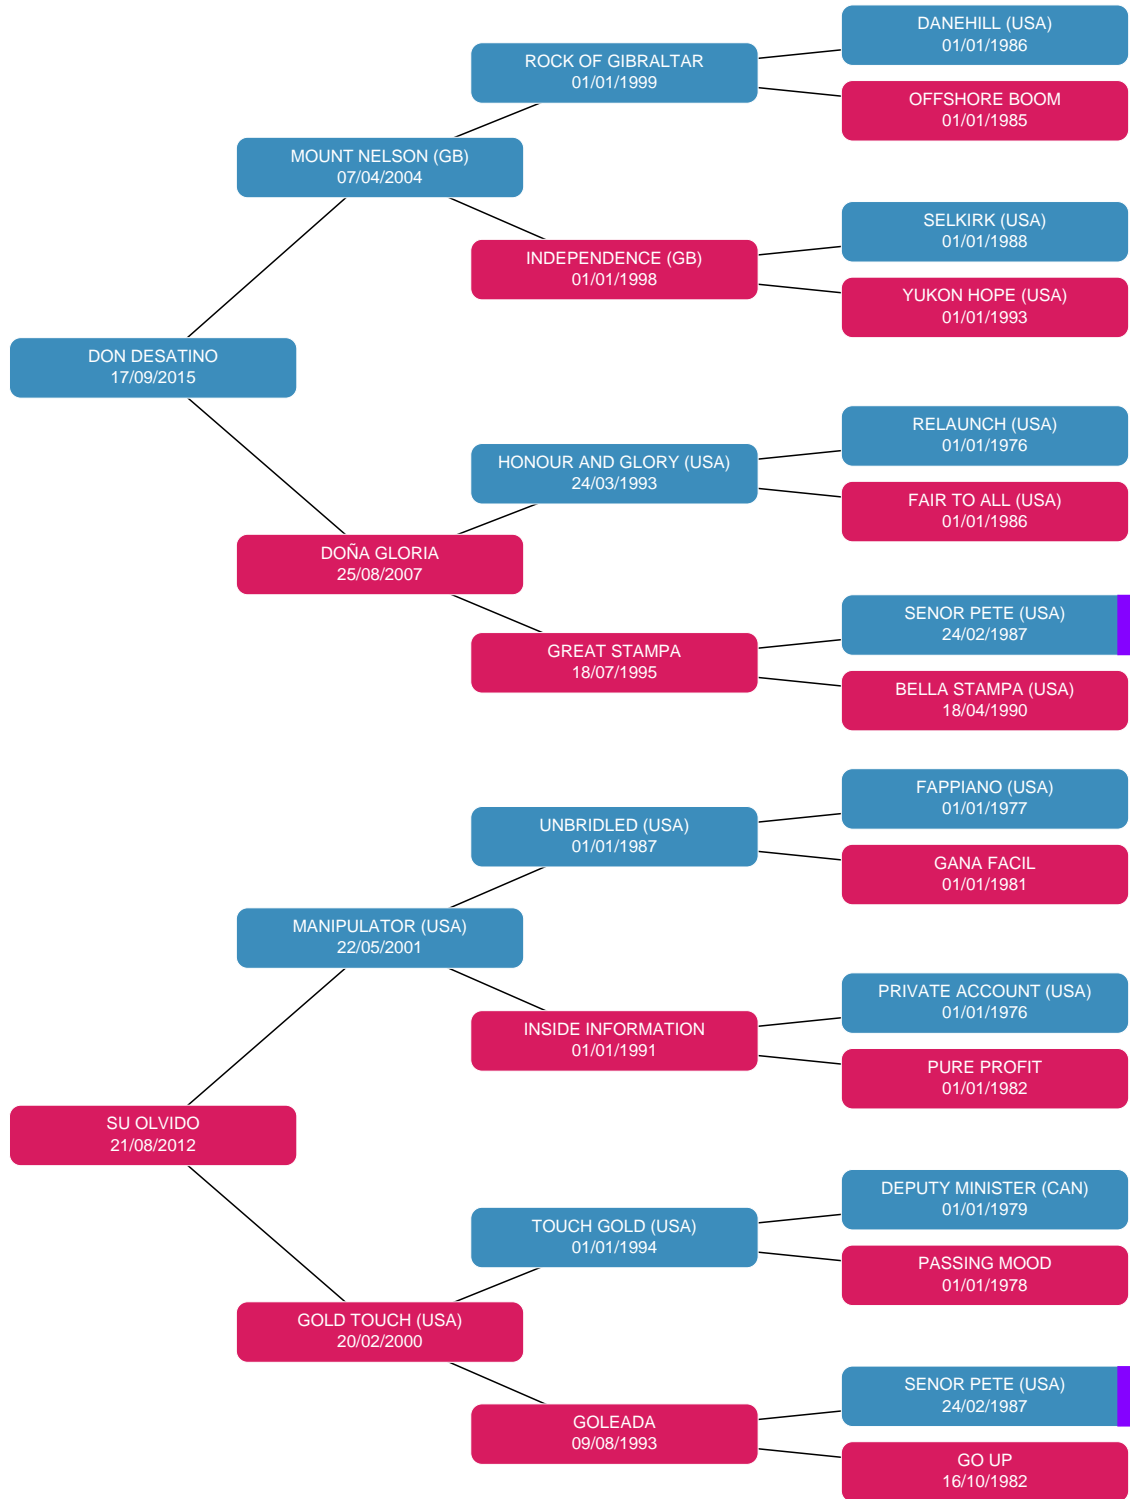 DANEHILL (USA)
01/01/1986
ROCK OF GIBRALTAR
01/01/1999
OFFSHORE BOOM
01/01/1985
MOUNT NELSON (GB)
07/04/2004
SELKIRK (USA)
01/01/1988
INDEPENDENCE (GB)
01/01/1998
YUKON HOPE (USA)
01/01/1993
DON DESATINO
17/09/2015
RELAUNCH (USA)
01/01/1976
HONOUR AND GLORY (USA)
24/03/1993
FAIR TO ALL (USA)
01/01/1986
DOÑA GLORIA
25/08/2007
SENOR PETE (USA)
24/02/1987
GREAT STAMPA
18/07/1995
BELLA STAMPA (USA)
18/04/1990
FAPPIANO (USA)
01/01/1977
UNBRIDLED (USA)
01/01/1987
GANA FACIL
01/01/1981
MANIPULATOR (USA)
22/05/2001
PRIVATE ACCOUNT (USA)
01/01/1976
INSIDE INFORMATION
01/01/1991
PURE PROFIT
01/01/1982
SU OLVIDO
21/08/2012
DEPUTY MINISTER (CAN)
01/01/1979
TOUCH GOLD (USA)
01/01/1994
PASSING MOOD
01/01/1978
GOLD TOUCH (USA)
20/02/2000
SENOR PETE (USA)
24/02/1987
GOLEADA
09/08/1993
GO UP
16/10/1982